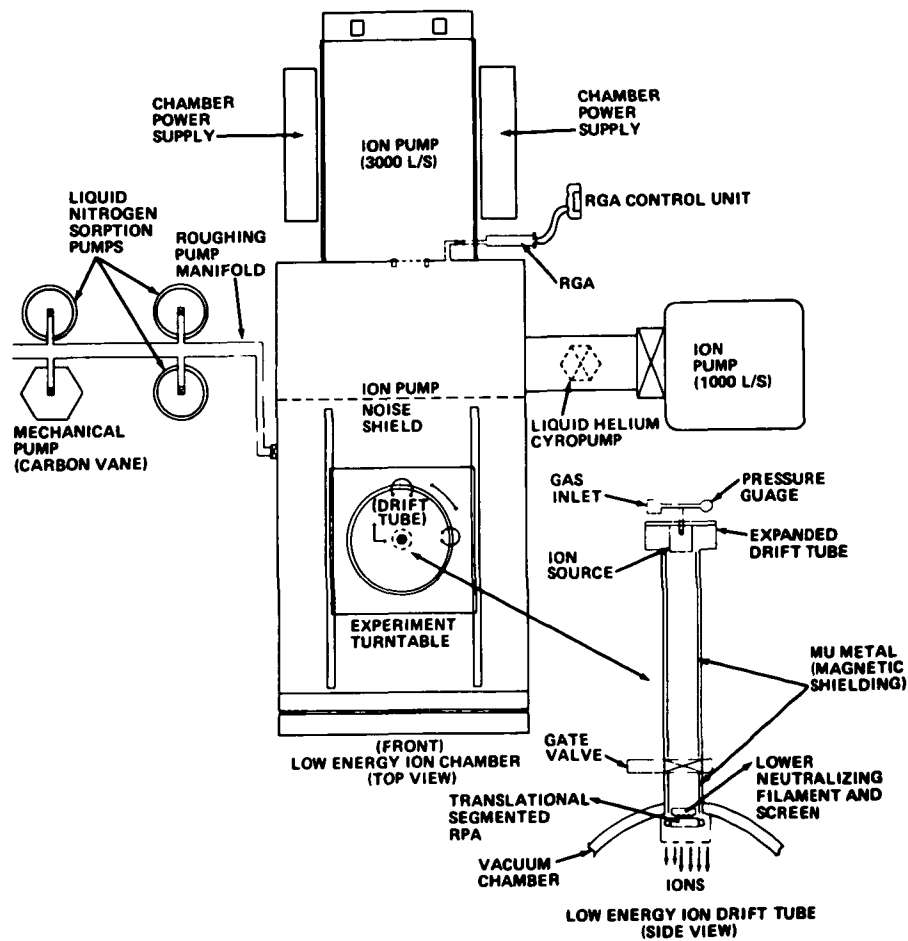 CHAMBER
POWER
SUPPLY
ION PUMP
(3000 L/S)
CHAMBER
POWER
SUPPLY
LIQUID
NITROGEN
SORPTION
PUMPS
ROUGHING
PUMP
MANIFOLD
RGA CONTROL UNIT
RGA
ION
PUMP
(1000 L/S)
ION PUMP
NOISE
SHIELD
LIQUID HELIUM
CYROPUMP
MECHANICAL
PUMP
(CARBON VANE)
(DRIFT
TUBE)
EXPERIMENT
TURNTABLE
(FRONT)
LOW ENERGY ION CHAMBER
(TOP VIEW)
GAS
INLET
PRESSURE
GUAGE
EXPANDED
DRIFT TUBE
ION
SOURCE
MU METAL
(MAGNETIC
SHIELDING)
GATE
VALVE
LOWER
NEUTRALIZING
FILAMENT AND
SCREEN
TRANSLATIONAL
SEGMENTED
RPA
VACUUM
CHAMBER
IONS
LOW ENERGY ION DRIFT TUBE
(SIDE VIEW)